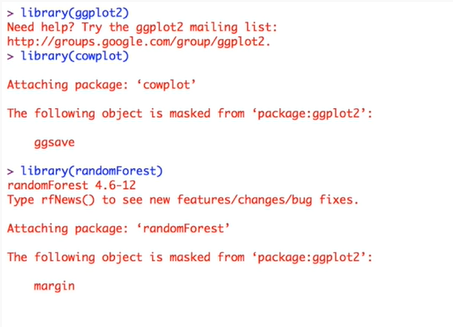 > library(ggplot2)
Need help? Try the ggplot2 mailing list:
http://groups.google.com/group/ggplot2.
> library(cowplot)
Attaching package: ‘cowplot’
The following object is masked from ‘package:ggplot2’:
ggsave
> library(randomForest)
randomForest 4.6-12
Type rfNews() to see new features/changes/bug fixes.
Attaching package: ‘randomForest’
The following object is masked from ‘package:ggplot2’:
margin